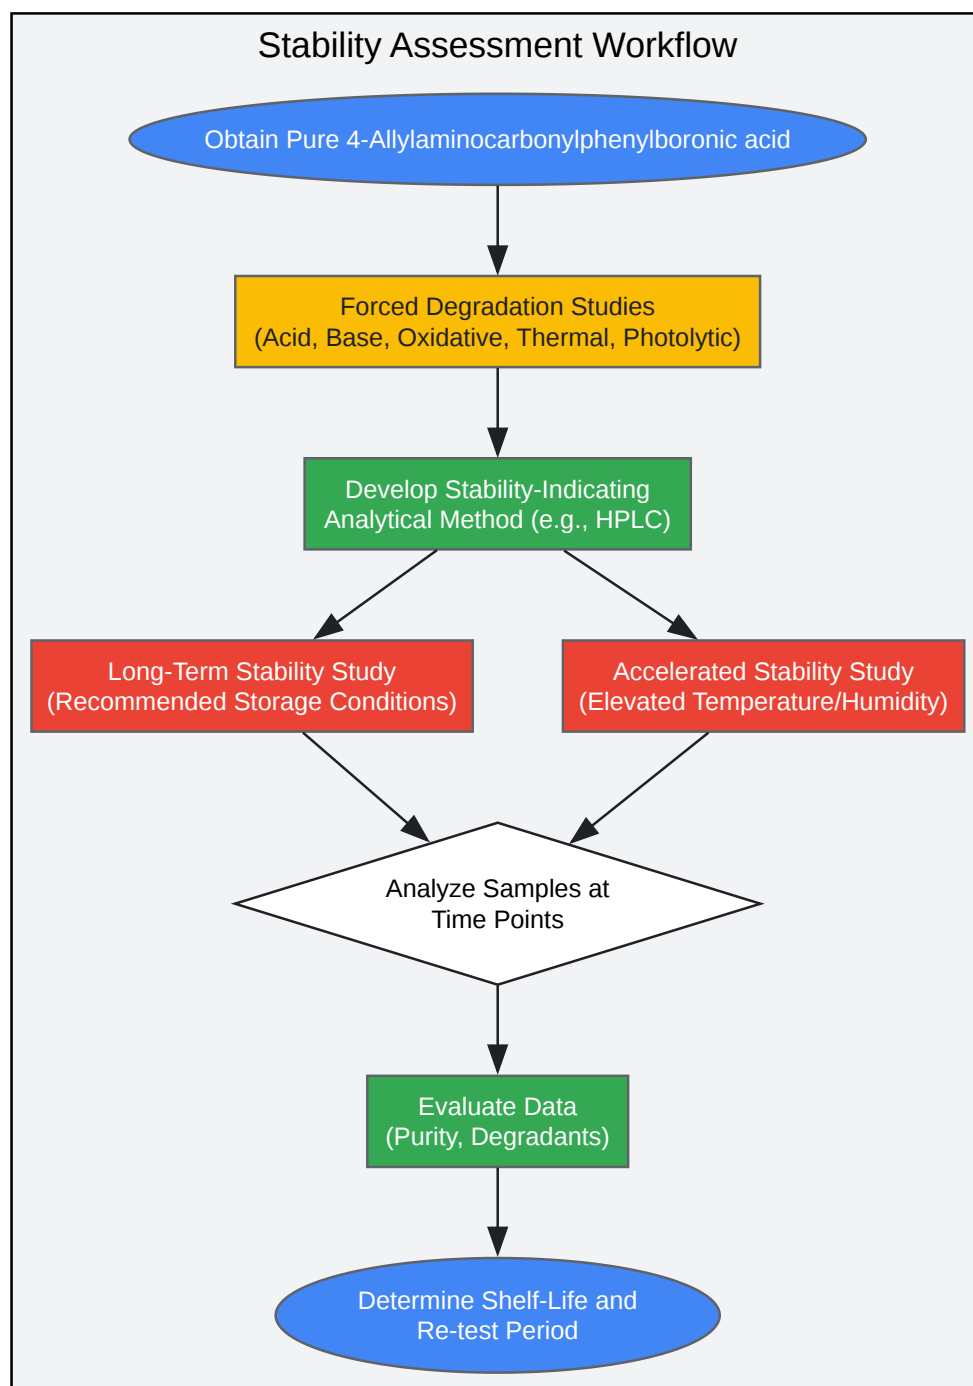 Stability Assessment Workflow
Obtain Pure 4-Allylaminocarbonylphenylboronic acid
Forced Degradation Studies
(Acid, Base, Oxidative, Thermal, Photolytic)
Develop Stability-Indicating
Analytical Method (e.g., HPLC)
Long-Term Stability Study
(Recommended Storage Conditions)
Accelerated Stability Study
(Elevated Temperature/Humidity)
Analyze Samples at
Time Points
Evaluate Data
(Purity, Degradants)
Determine Shelf-Life and
Re-test Period